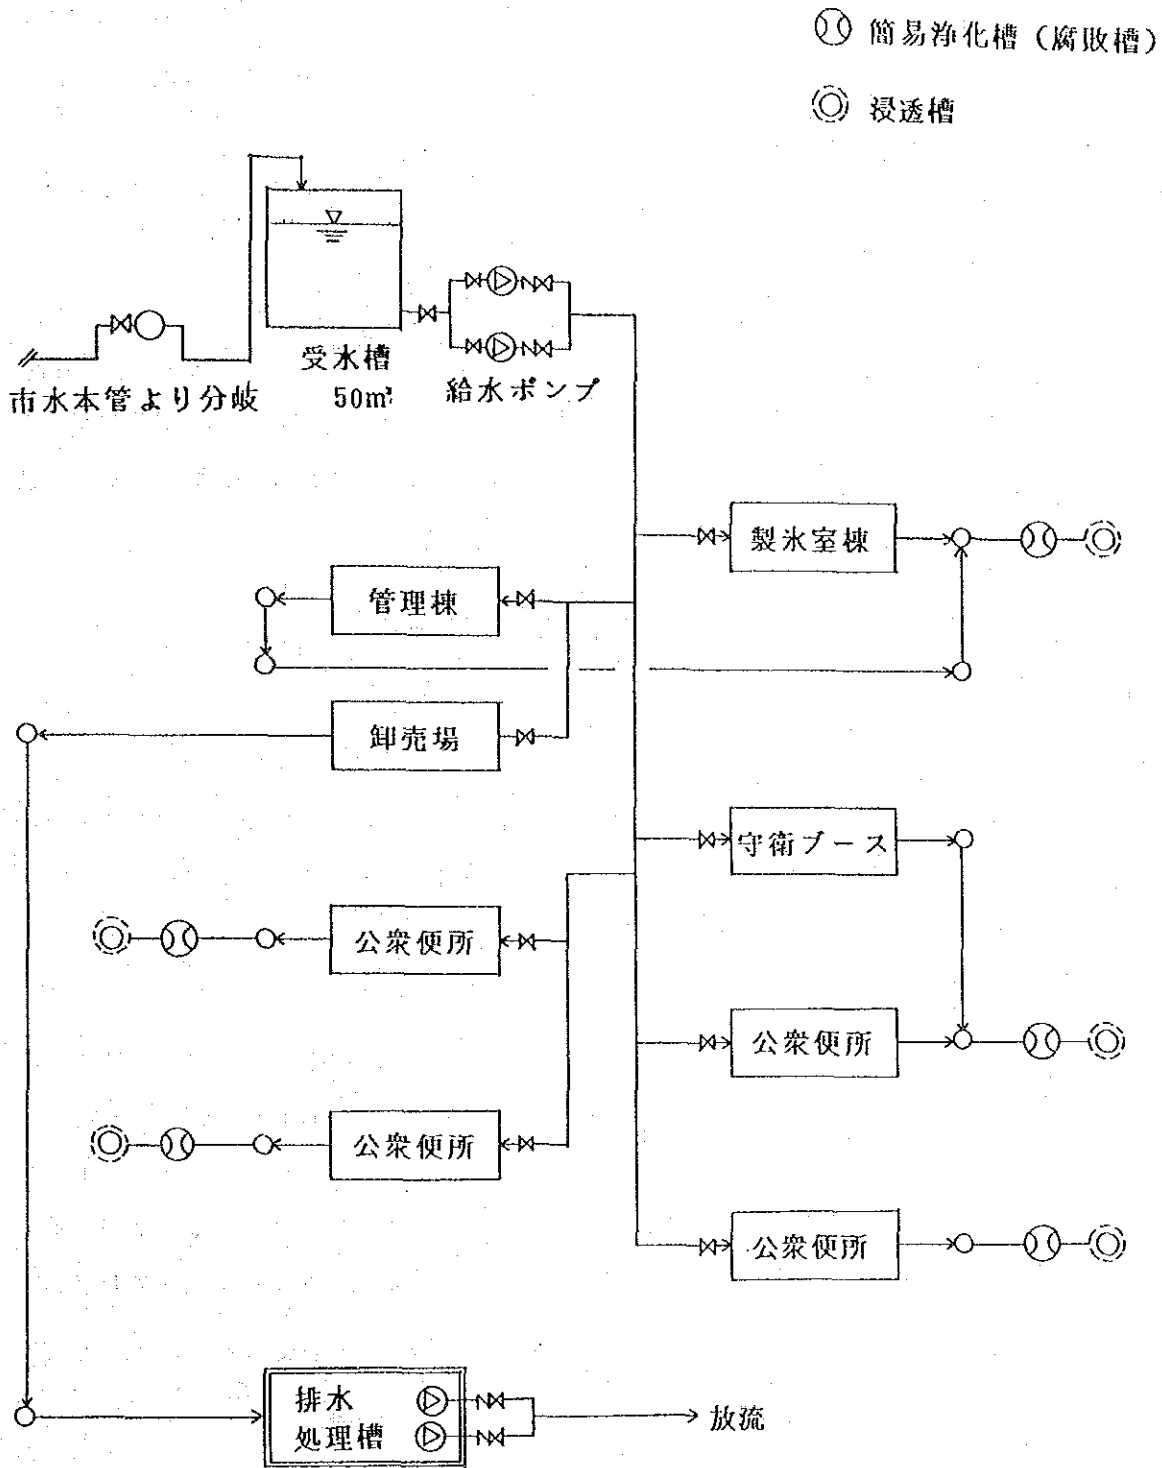 簡易浄化槽（腐敗槽）
浸透槽
受水槽
50m³
給水ポンプ
市水本管より分岐
製氷室棟
管理棟
卸売場
守衛ブース
公衆便所
公衆便所
公衆便所
公衆便所
排水
処理槽
放流